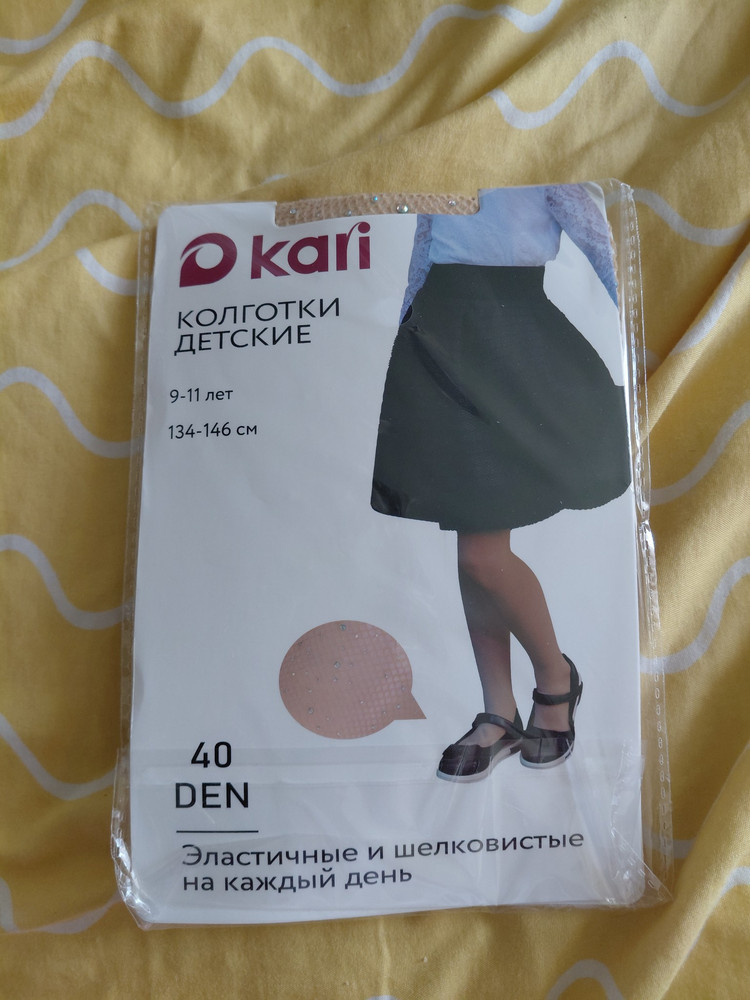 kari
КОЛГОТКИ
ДЕТСКИЕ
9-11 лет
134-146 см
40
DEN
Эластичные и шелковистые
на каждый день